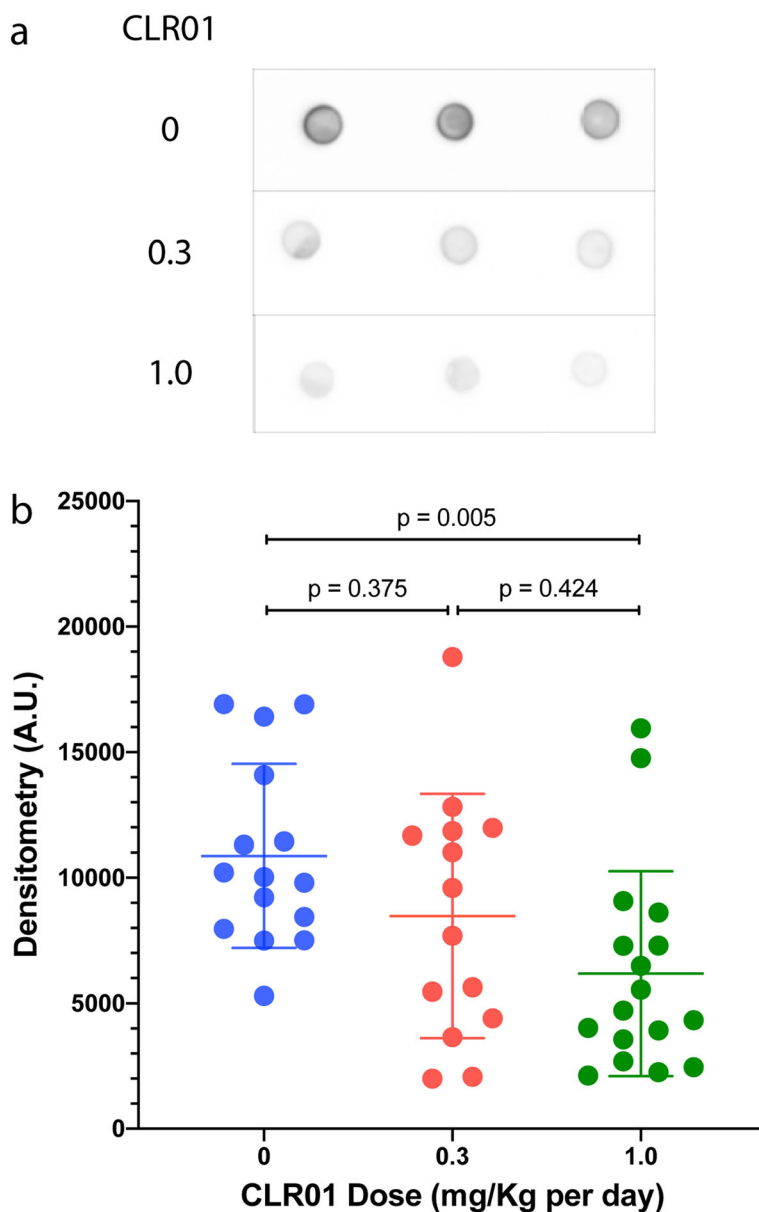 a
CLR01
0
0.3
1.0
b
25000
20000
15000
10000
5000
0
Densitometry (A.U.)
p = 0.005
p = 0.375
p = 0.424
0
0.3
1.0
CLR01 Dose (mg/Kg per day)